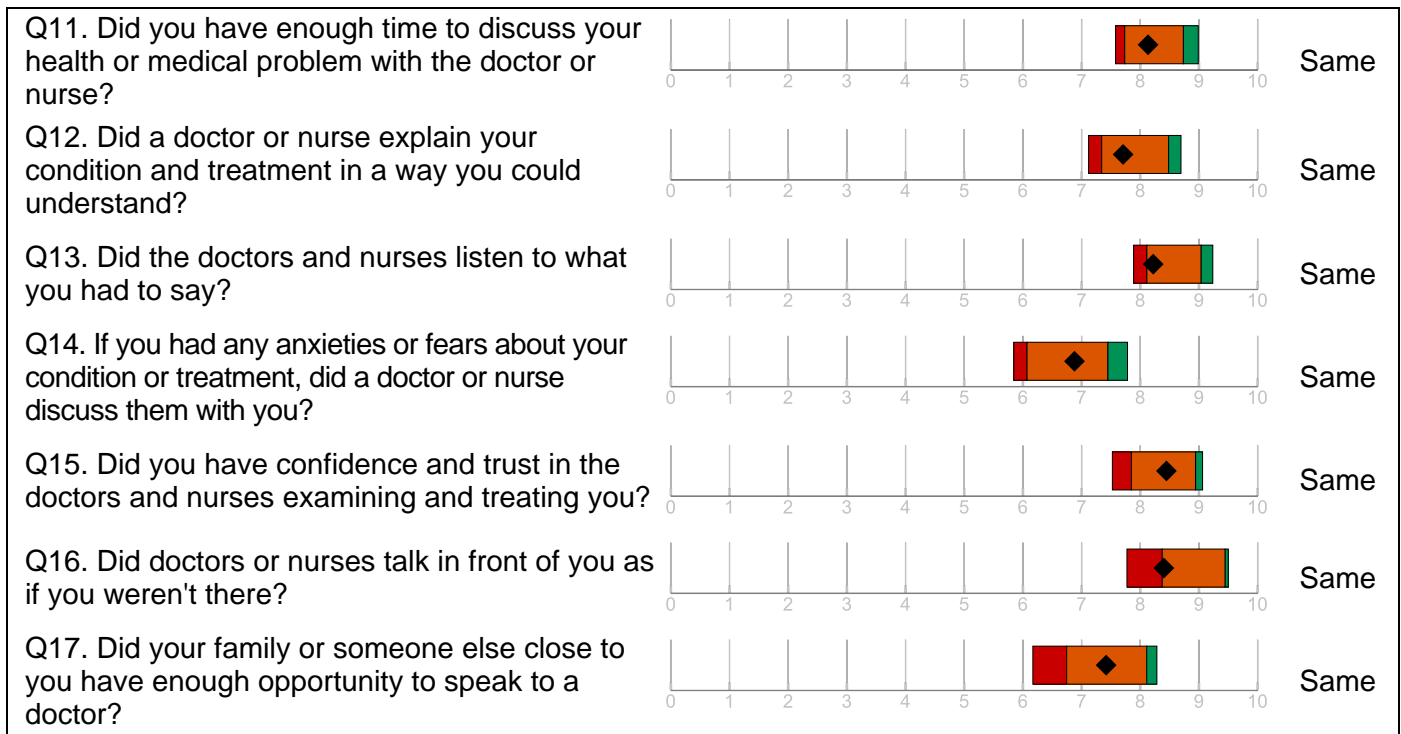 Q11. Did you have enough time to discuss your
health or medical problem with the doctor or
nurse?
0 1 2 3 4 5 6 7 8 9 10
Same
Q12. Did a doctor or nurse explain your
condition and treatment in a way you could
understand?
0 1 2 3 4 5 6 7 8 9 10
Same
Q13. Did the doctors and nurses listen to what
you had to say?
0 1 2 3 4 5 6 7 8 9 10
Same
Q14. If you had any anxieties or fears about your
condition or treatment, did a doctor or nurse
discuss them with you?
0 1 2 3 4 5 6 7 8 9 10
Same
Q15. Did you have confidence and trust in the
doctors and nurses examining and treating you?
0 1 2 3 4 5 6 7 8 9 10
Same
Q16. Did doctors or nurses talk in front of you as
if you weren't there?
0 1 2 3 4 5 6 7 8 9 10
Same
Q17. Did your family or someone else close to
you have enough opportunity to speak to a
doctor?
0 1 2 3 4 5 6 7 8 9 10
Same